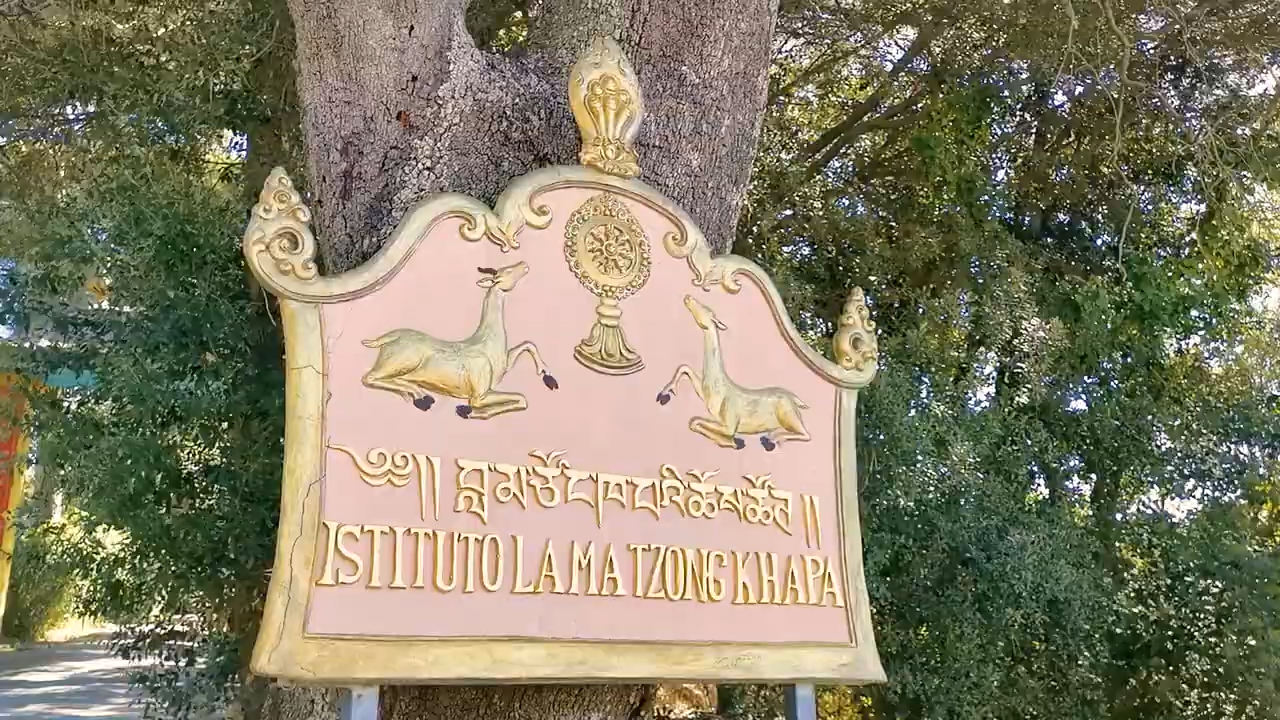 ༄༅།། བླ་མ་ཙོང་ཁ་པའི་ཆོས་ཚོགས །།
ISTITUTO LAMA TZONG KHAPA